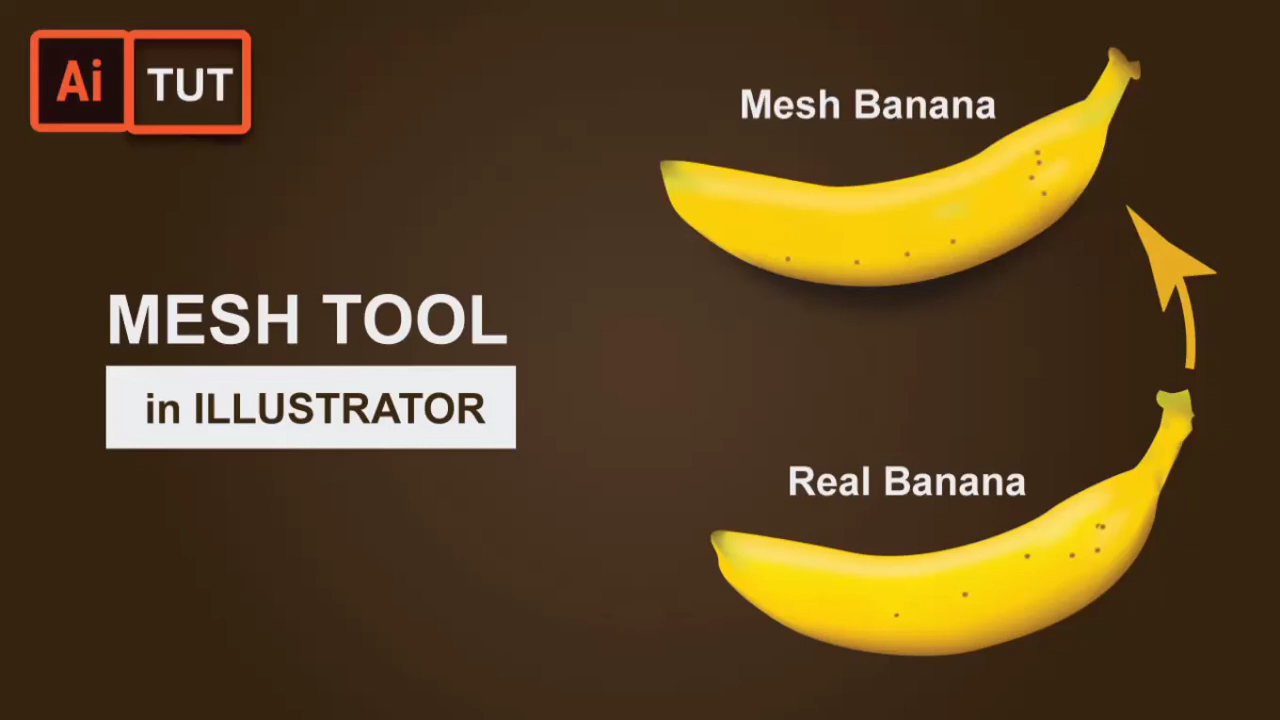 Ai TUT
Mesh Banana
MESH TOOL
in ILLUSTRATOR
Real Banana